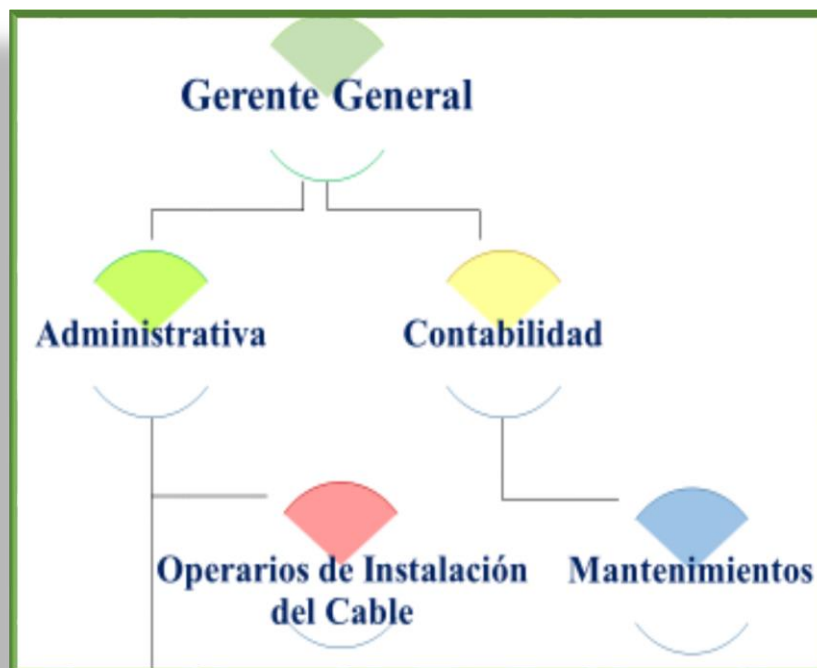 Gerente General
Administrativa
Contabilidad
Operarios de Instalación
del Cable
Mantenimientos